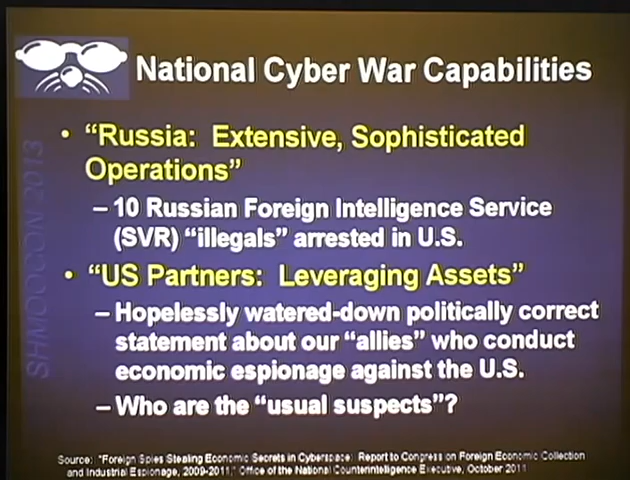 National Cyber War Capabilities
• “Russia: Extensive, Sophisticated
Operations”
– 10 Russian Foreign Intelligence Service
(SVR) “illegals” arrested in U.S.
• “US Partners: Leveraging Assets”
– Hopelessly watered-down politically correct
statement about our “allies” who conduct
economic espionage against the U.S.
– Who are the “usual suspects”?
SHMOOCON 2013
Source: "Foreign Spies Stealing Economic Secrets in Cyberspace: Report to Congress on Foreign Economic Collection
and Industrial Espionage, 2009-2011," Office of the National Counterintelligence Executive, October 2011